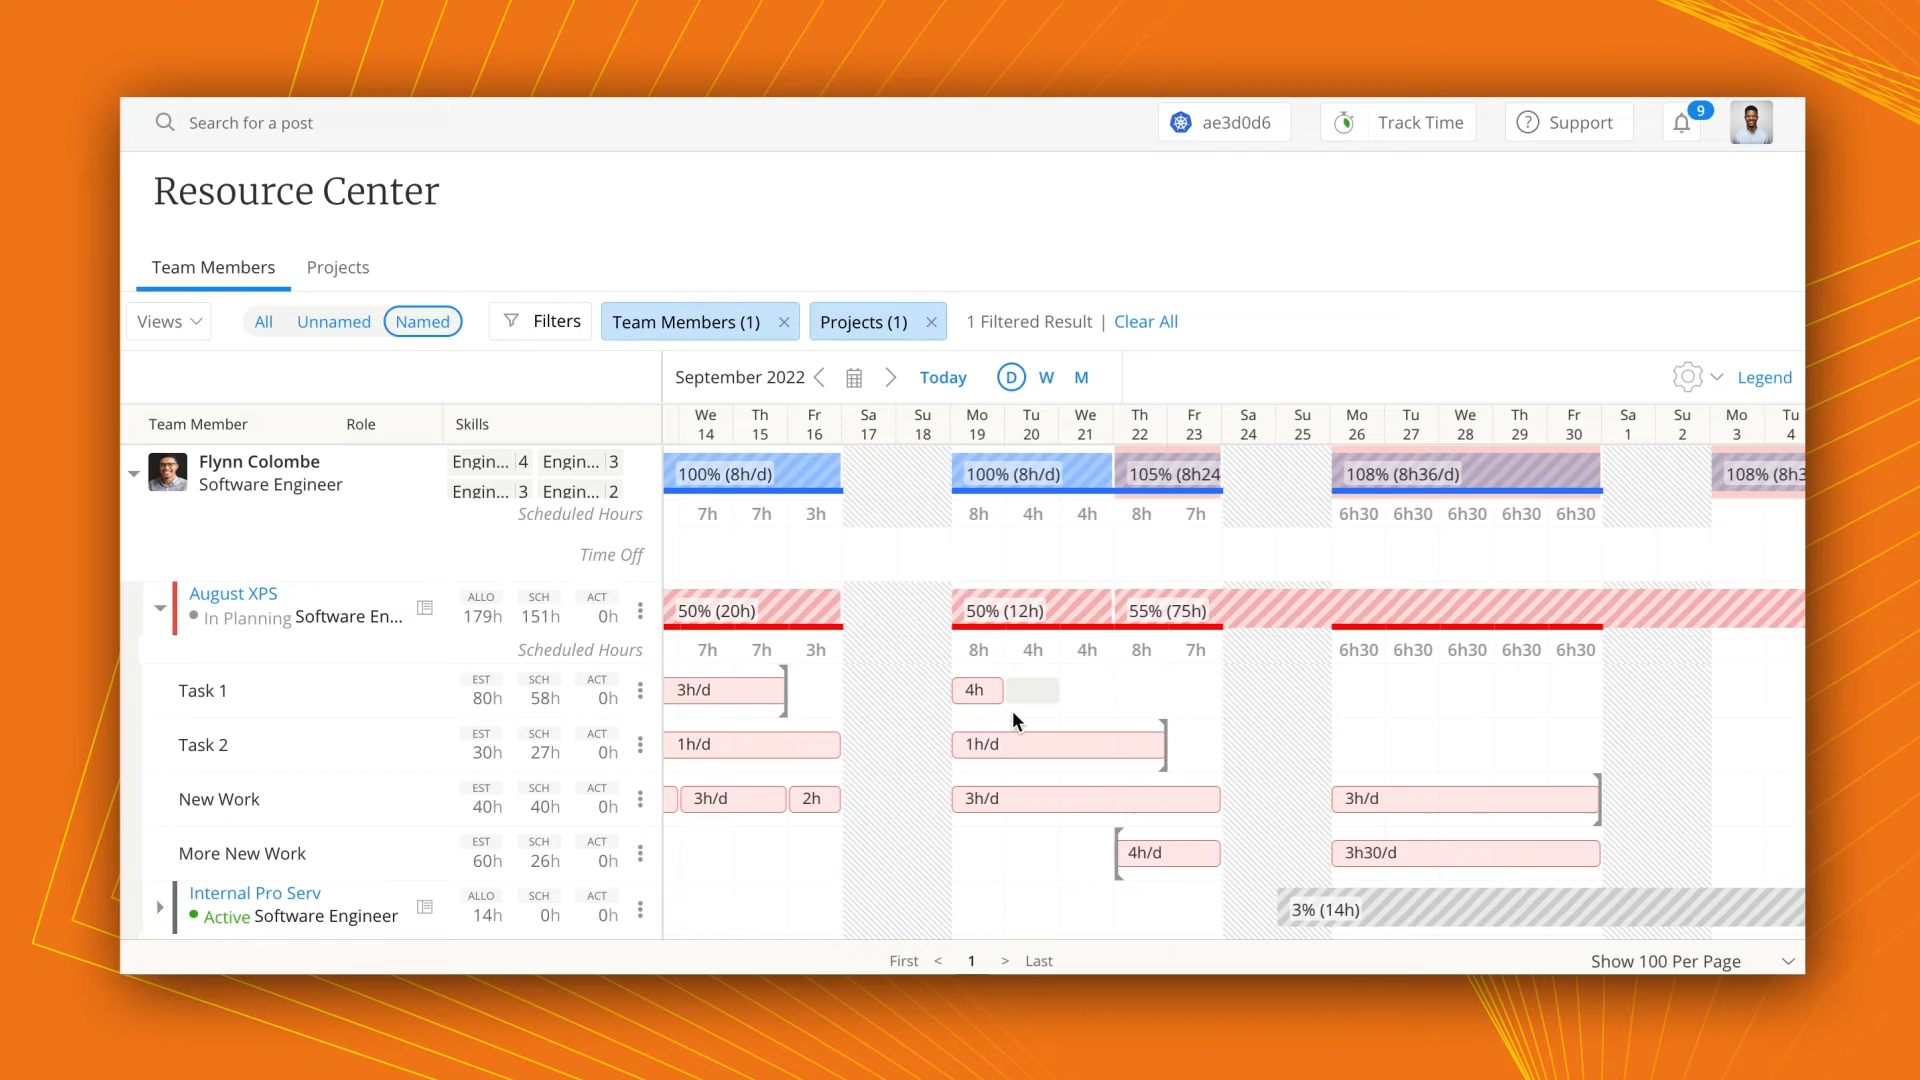 Search for a post
ae3d0d6
Track Time
Support
9
Resource Center
Team Members Projects
Views All Unnamed Named Filters Team Members (1) × Projects (1) × 1 Filtered Result | Clear All
September 2022 Today D W M Legend
Team Member Role Skills
We Th Fr Sa Su Mo Tu We Th Fr Sa Su Mo Tu We Th Fr Sa Su Mo Tu
14 15 16 17 18 19 20 21 22 23 24 25 26 27 28 29 30 1 2 3 4
Flynn Colombe
Software Engineer
Engin... 4 Engin... 3
Engin... 3 Engin... 2
100% (8h/d) 100% (8h/d) 105% (8h24 108% (8h36/d) 108% (8h3
Scheduled Hours 7h 7h 3h 8h 4h 4h 8h 7h 6h30 6h30 6h30 6h30 6h30
Time Off
August XPS
In Planning Software En...
ALLO SCH ACT
179h 151h 0h
50% (20h) 50% (12h) 55% (75h)
Scheduled Hours 7h 7h 3h 8h 4h 4h 8h 7h 6h30 6h30 6h30 6h30 6h30
Task 1
EST SCH ACT
80h 58h 0h
3h/d 4h
Task 2
EST SCH ACT
30h 27h 0h
1h/d 1h/d
New Work
EST SCH ACT
40h 40h 0h
3h/d 2h 3h/d 3h/d
More New Work
EST SCH ACT
60h 26h 0h
4h/d 3h30/d
Internal Pro Serv
Active Software Engineer
ALLO SCH ACT
14h 0h 0h
3% (14h)
First < 1 > Last
Show 100 Per Page